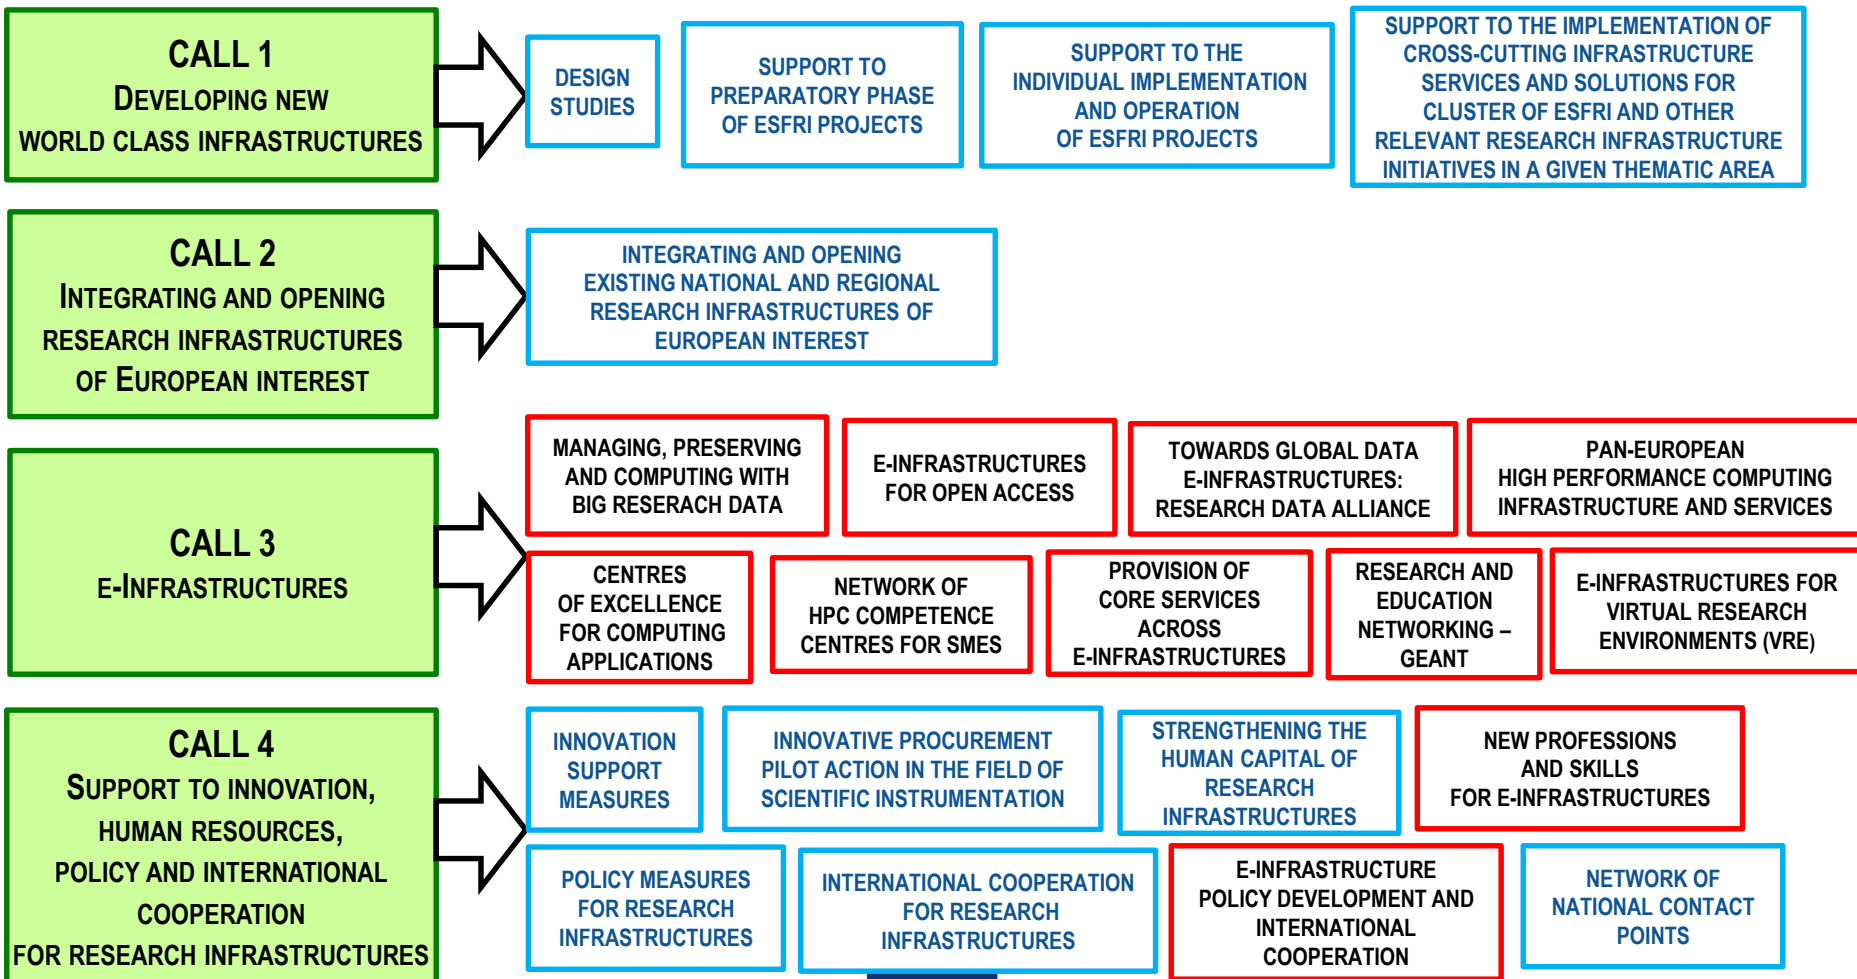 CALL 1
DEVELOPING NEW
WORLD CLASS INFRASTRUCTURES
DESIGN
STUDIES
SUPPORT TO
PREPARATORY PHASE
OF ESFRI PROJECTS
SUPPORT TO THE
INDIVIDUAL IMPLEMENTATION
AND OPERATION
OF ESFRI PROJECTS
SUPPORT TO THE IMPLEMENTATION OF
CROSS-CUTTING INFRASTRUCTURE
SERVICES AND SOLUTIONS FOR
CLUSTER OF ESFRI AND OTHER
RELEVANT RESEARCH INFRASTRUCTURE
INITIATIVES IN A GIVEN THEMATIC AREA
CALL 2
INTEGRATING AND OPENING
RESEARCH INFRASTRUCTURES
OF EUROPEAN INTEREST
INTEGRATING AND OPENING
EXISTING NATIONAL AND REGIONAL
RESEARCH INFRASTRUCTURES OF
EUROPEAN INTEREST
CALL 3
E-INFRASTRUCTURES
MANAGING, PRESERVING
AND COMPUTING WITH
BIG RESERACH DATA
E-INFRASTRUCTURES
FOR OPEN ACCESS
TOWARDS GLOBAL DATA
E-INFRASTRUCTURES:
RESEARCH DATA ALLIANCE
PAN-EUROPEAN
HIGH PERFORMANCE COMPUTING
INFRASTRUCTURE AND SERVICES
CENTRES
OF EXCELLENCE
FOR COMPUTING
APPLICATIONS
NETWORK OF
HPC COMPETENCE
CENTRES FOR SMES
PROVISION OF
CORE SERVICES
ACROSS
E-INFRASTRUCTURES
RESEARCH AND
EDUCATION
NETWORKING –
GEANT
E-INFRASTRUCTURES FOR
VIRTUAL RESEARCH
ENVIRONMENTS (VRE)
CALL 4
SUPPORT TO INNOVATION,
HUMAN RESOURCES,
POLICY AND INTERNATIONAL
COOPERATION
FOR RESEARCH INFRASTRUCTURES
INNOVATION
SUPPORT
MEASURES
INNOVATIVE PROCUREMENT
PILOT ACTION IN THE FIELD OF
SCIENTIFIC INSTRUMENTATION
STRENGTHENING THE
HUMAN CAPITAL OF
RESEARCH
INFRASTRUCTURES
NEW PROFESSIONS
AND SKILLS
FOR E-INFRASTRUCTURES
POLICY MEASURES
FOR RESEARCH
INFRASTRUCTURES
INTERNATIONAL COOPERATION
FOR RESEARCH
INFRASTRUCTURES
E-INFRASTRUCTURE
POLICY DEVELOPMENT AND
INTERNATIONAL
COOPERATION
NETWORK OF
NATIONAL CONTACT
POINTS